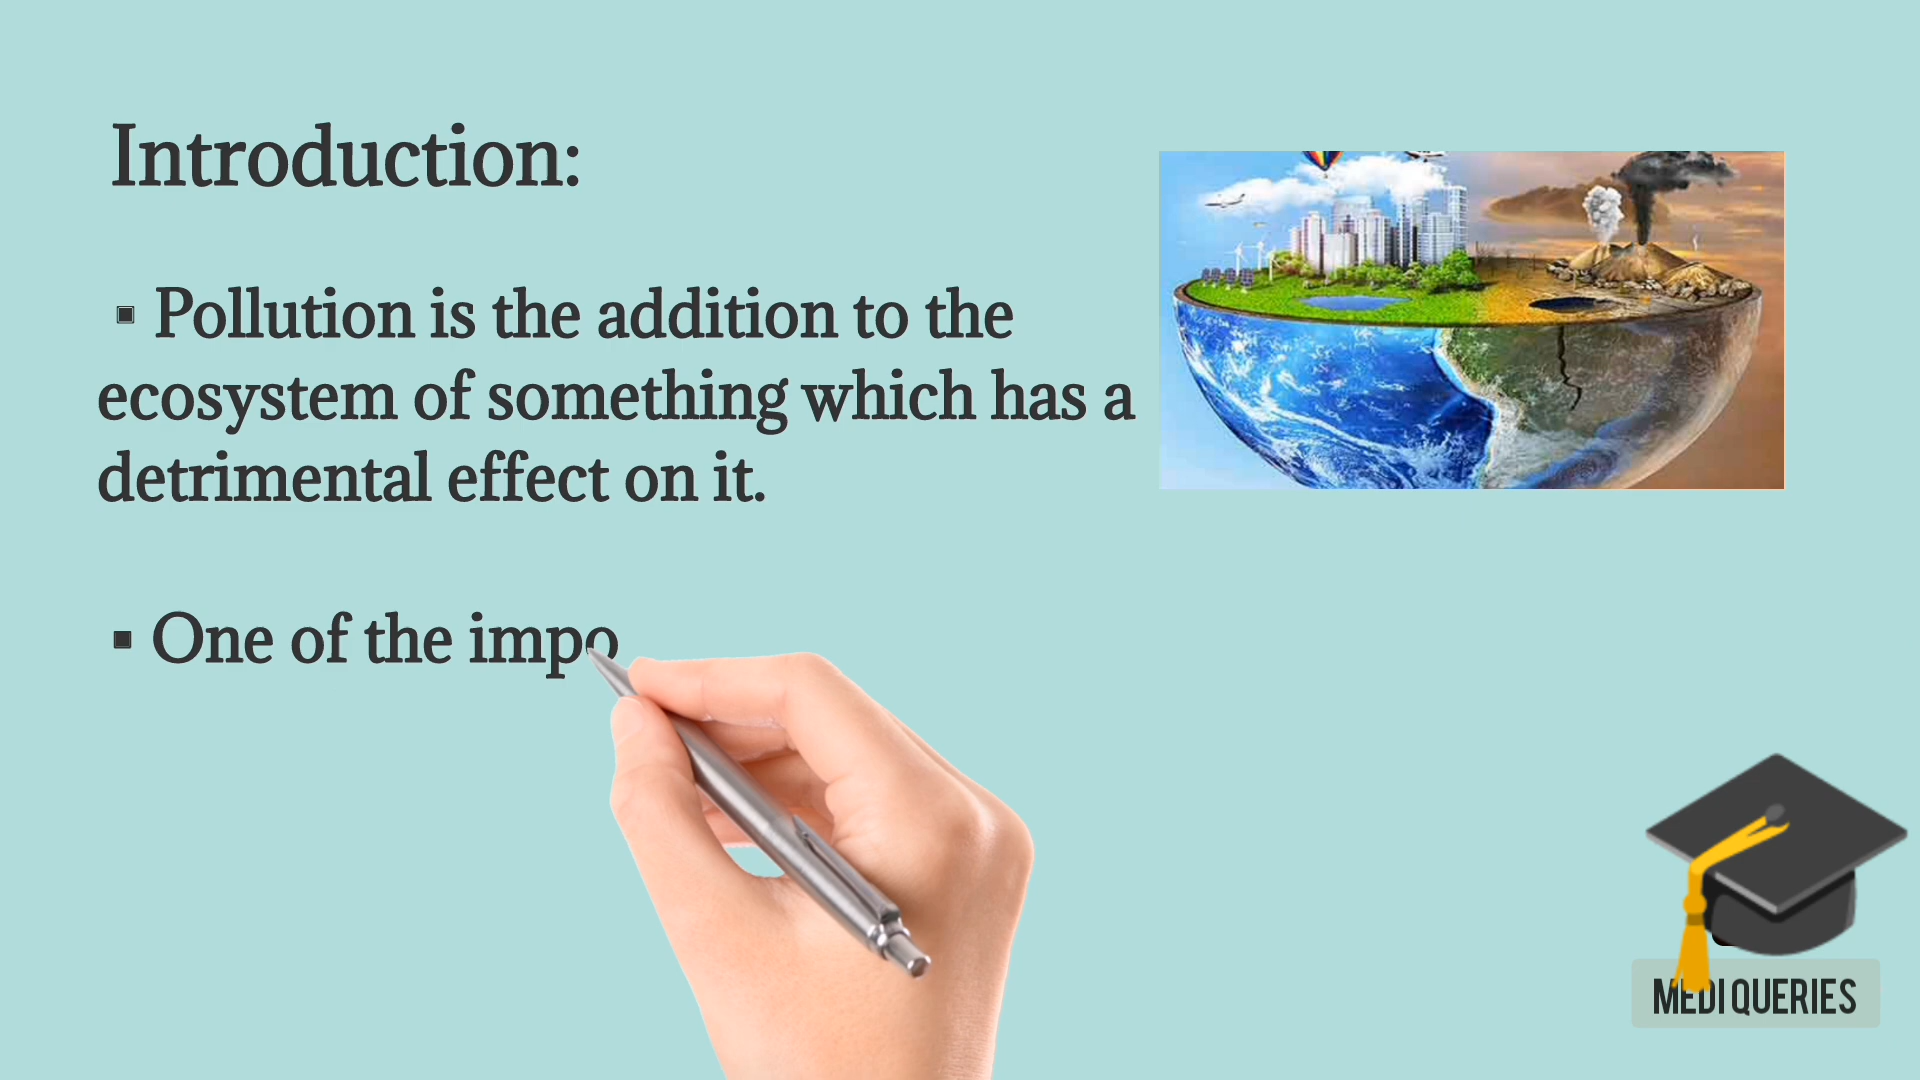 Introduction:
▪ Pollution is the addition to the
ecosystem of something which has a
detrimental effect on it.
▪ One of the impo
MEDI QUERIES